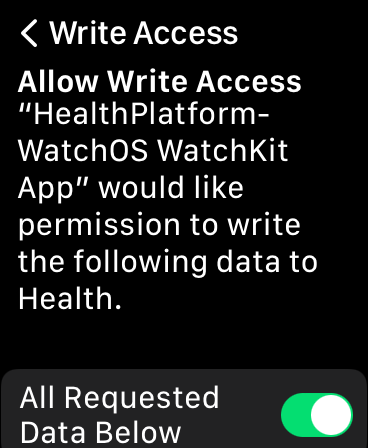 Write Access
Allow Write Access
“HealthPlatform-
WatchOS WatchKit
App” would like
permission to write
the following data to
Health.
All Requested
Data Below